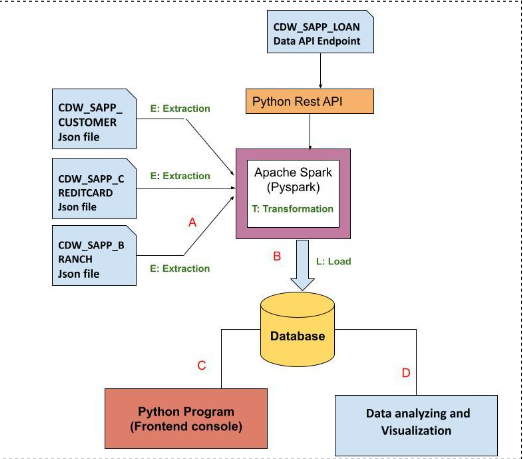 CDW_SAPP_LOAN
Data API Endpoint
Python Rest API
CDW_SAPP_
CUSTOMER
Json file
E: Extraction
CDW_SAPP_C
REDITCARD
Json file
E: Extraction
A
CDW_SAPP_B
RANCH
Json file
E: Extraction
Apache Spark
(Pyspark)
T: Transformation
B
L: Load
Database
C
D
Python Program
(Frontend console)
Data analyzing and
Visualization